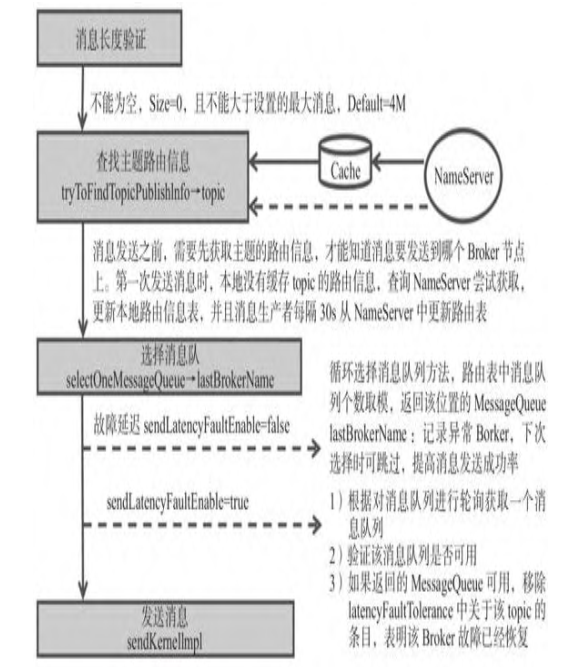 消息长度验证
不能为空，Size=0，且不能大于设置的最大消息，Default=4M
查找主题路由信息
tryToFindTopicPublishInfo→topic
Cache
NameServer
消息发送之前，需要先获取主题的路由信息，才能知道消息要发送到哪个 Broker 节点
上。第一次发送消息时，本地没有缓存 topic 的路由信息，查询 NameServer 尝试获取，
更新本地路由信息表，并且消息生产者每隔 30s 从 NameServer 中更新路由表
选择消息队
selectOneMessageQueue→lastBrokerName
故障延迟 sendLatencyFaultEnable=false
循环选择消息队列方法，路由表中消息队
列个数取模，返回该位置的 MessageQueue
lastBrokerName：记录异常 Borker，下次
选择时可跳过，提高消息发送成功率
sendLatencyFaultEnable=true
1）根据对消息队列进行轮询获取一个消
息队列
2）验证该消息队列是否可用
3）如果返回的 MessageQueue 可用，移除
latencyFaultTolerance 中关于该 topic 的
条目，表明该 Broker 故障已经恢复
发送消息
sendKernelImpl